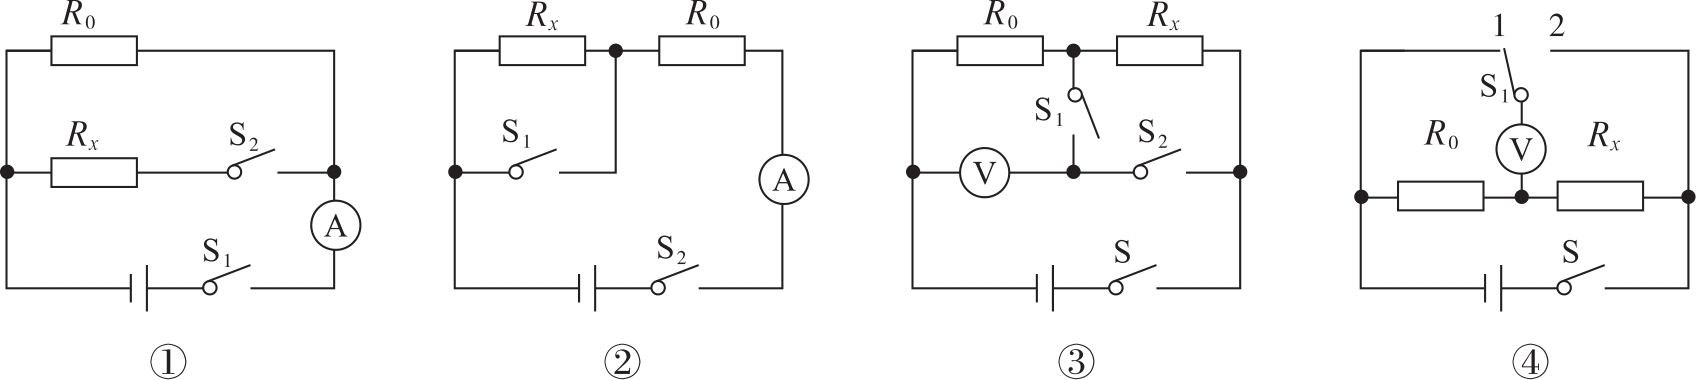 R₀
Rₓ
S₂
A
S₁
①
Rₓ
R₀
S₁
A
S₂
②
R₀
Rₓ
S₁
S₂
V
S
③
1
2
S₁
R₀
V
Rₓ
S
④